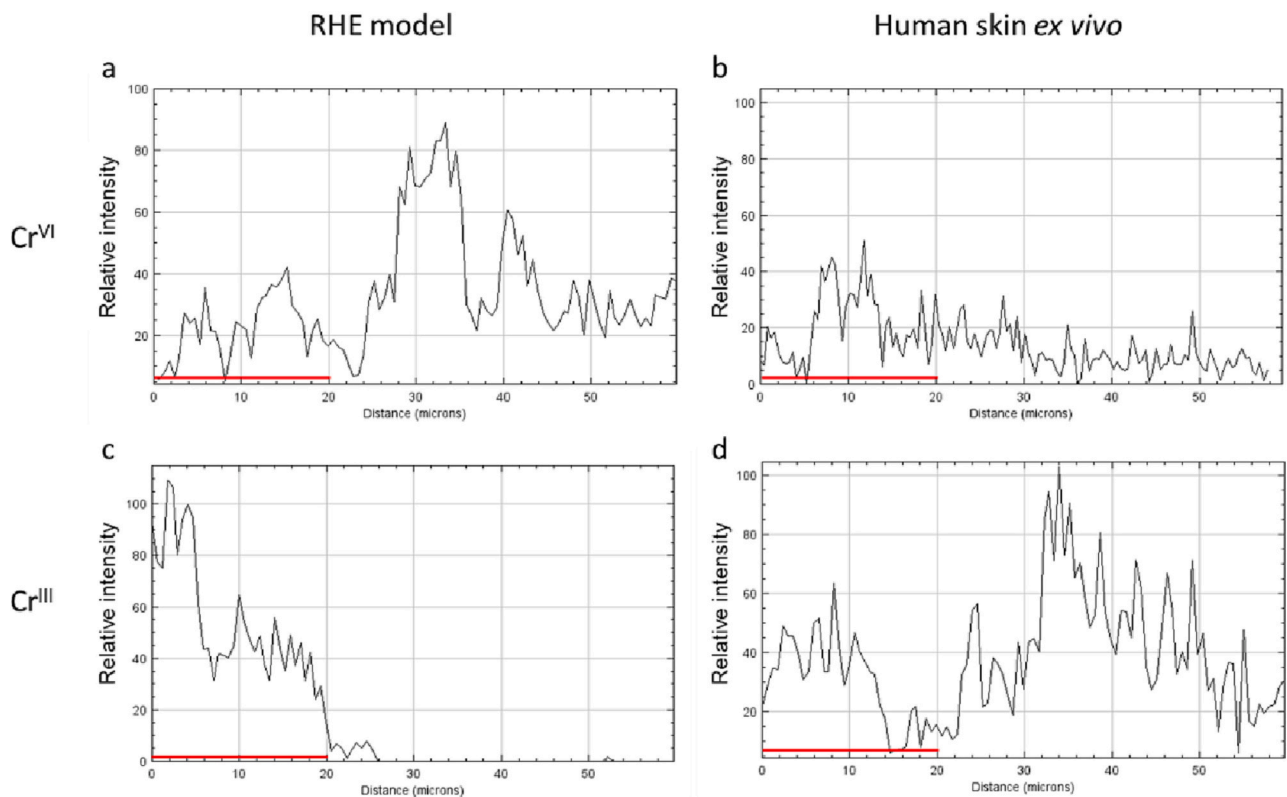 RHE model
Human skin ex vivo
a
b
Cr^VI
Relative intensity
100
80
60
40
20
0
0 10 20 30 40 50
Distance (microns)
Relative intensity
100
80
60
40
20
0
0 10 20 30 40 50
Distance (microns)
c
d
Cr^III
Relative intensity
100
80
60
40
20
0
0 10 20 30 40 50
Distance (microns)
Relative intensity
100
80
60
40
20
0 10 20 30 40 50
Distance (microns)